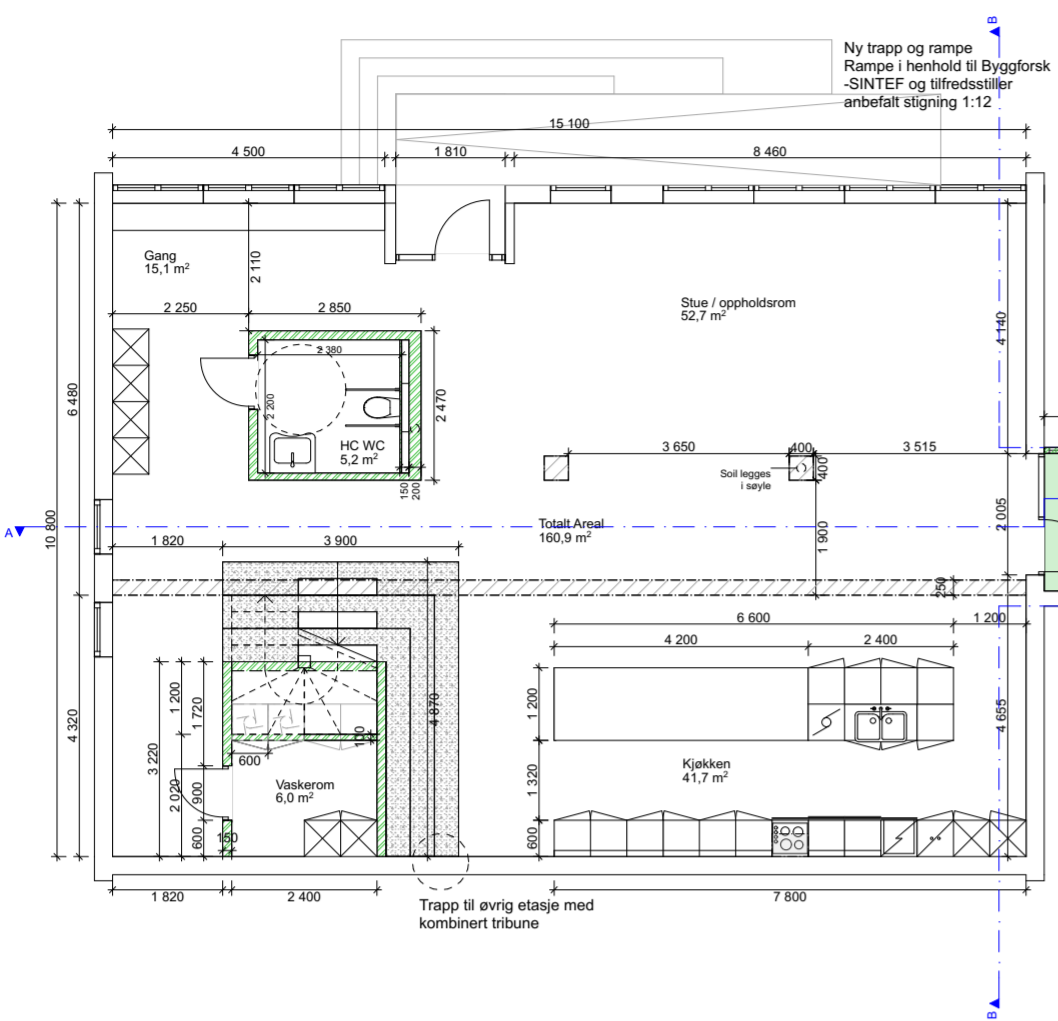 B
Ny trapp og rampe
Rampe i henhold til Byggforsk
-SINTEF og tilfredsstiller
anbefalt stigning 1:12
15 100
4 500
1 810
8 460
Gang
15,1 m²
2 110
Stue / oppholdsrom
52,7 m²
4 140
2 250
2 850
2 380
6 480
2 200
2 470
HC WC
5,2 m²
3 650
400
3 515
400
Soil legges
i søyle
150
200
A
10 800
Totalt Areal
160,9 m²
1 900
2 005
1 820
3 900
250
6 600
1 200
4 200
2 400
4 320
3 220
1 200
1 720
4 870
1 200
4 655
100
600
2 020
900
Vaskerom
6,0 m²
1 320
Kjøkken
41,7 m²
600
150
600
1 820
2 400
7 800
Trapp til øvrig etasje med
kombinert tribune
B